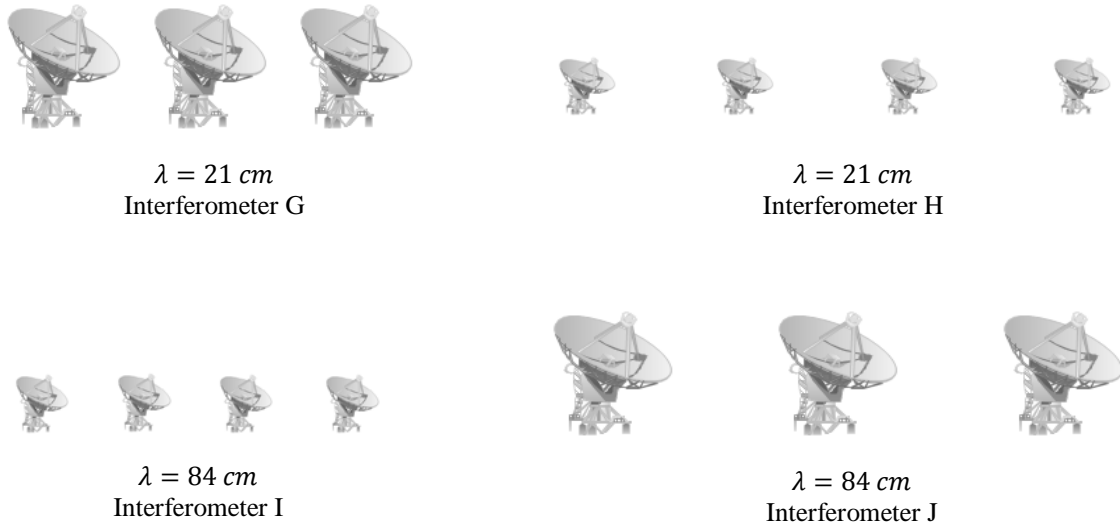 𝜆 = 21 𝑐𝑚
Interferometer G
𝜆 = 21 𝑐𝑚
Interferometer H
𝜆 = 84 𝑐𝑚
Interferometer I
𝜆 = 84 𝑐𝑚
Interferometer J